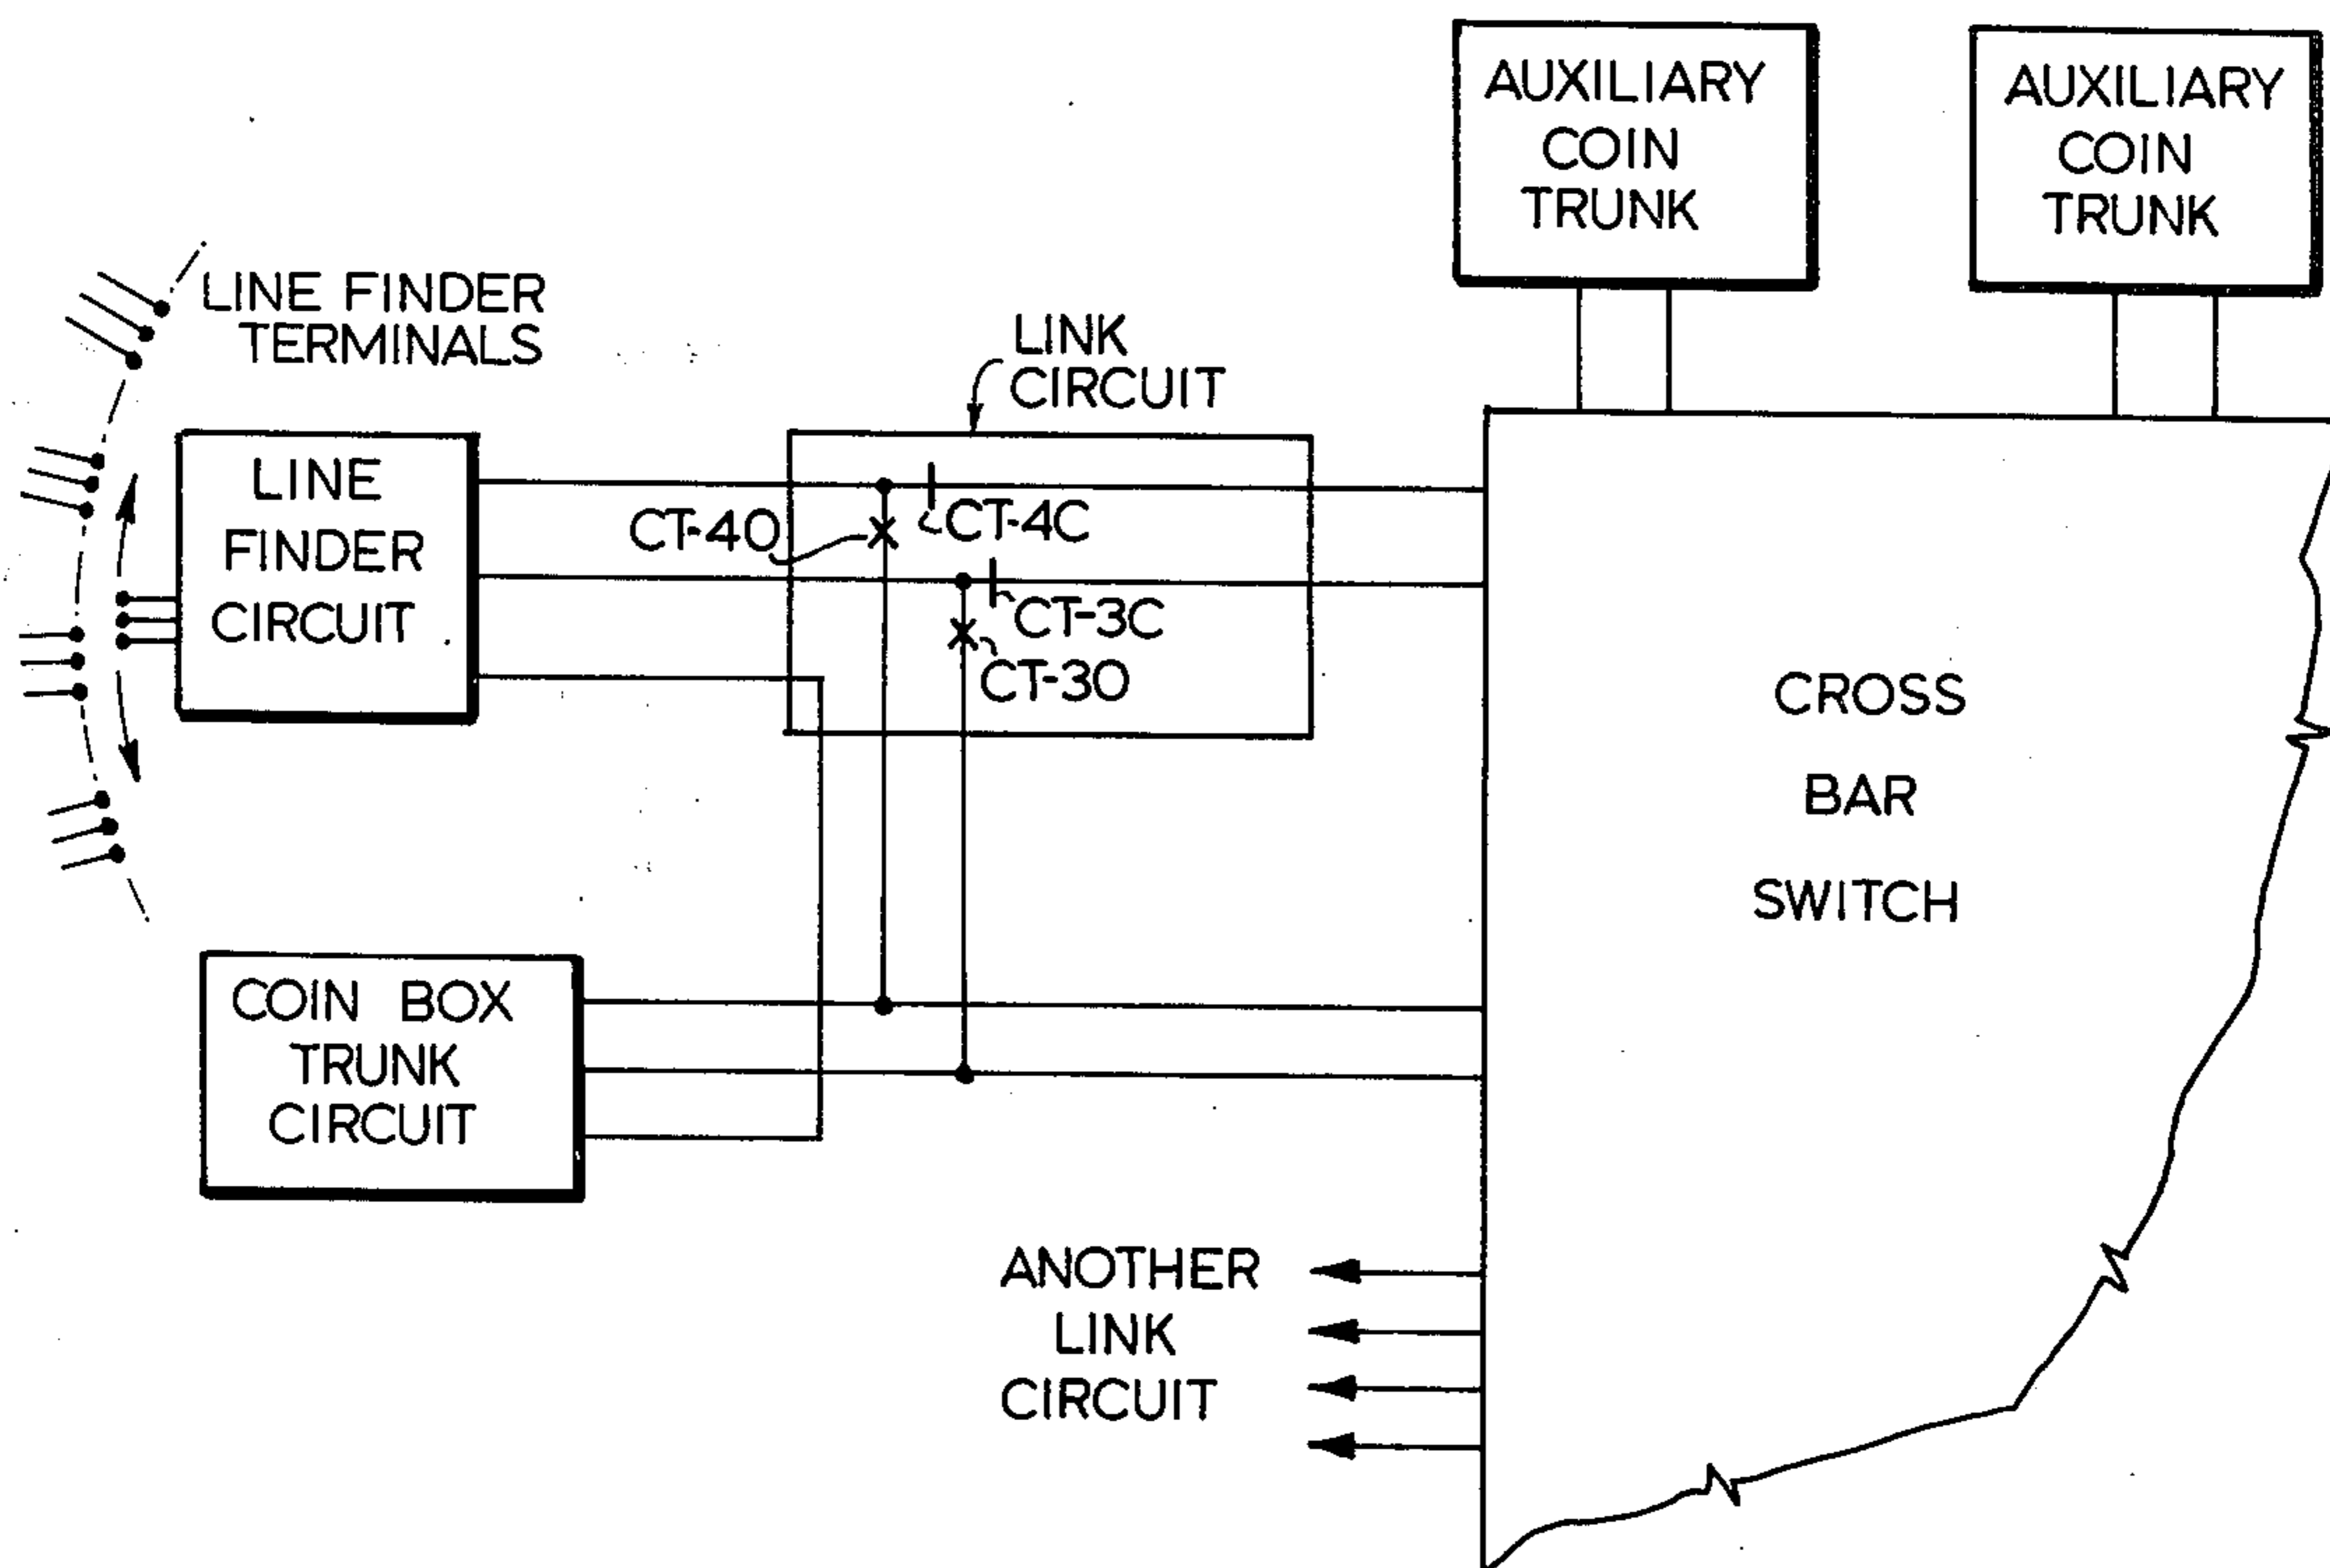 AUXILIARY
COIN
TRUNK
AUXILIARY
COIN
TRUNK
LINE FINDER
TERMINALS
LINK
CIRCUIT
LINE
FINDER
CIRCUIT
CT-40
CT-4C
CT-3C
CT-30
CROSS
BAR
SWITCH
COIN BOX
TRUNK
CIRCUIT
ANOTHER
LINK
CIRCUIT